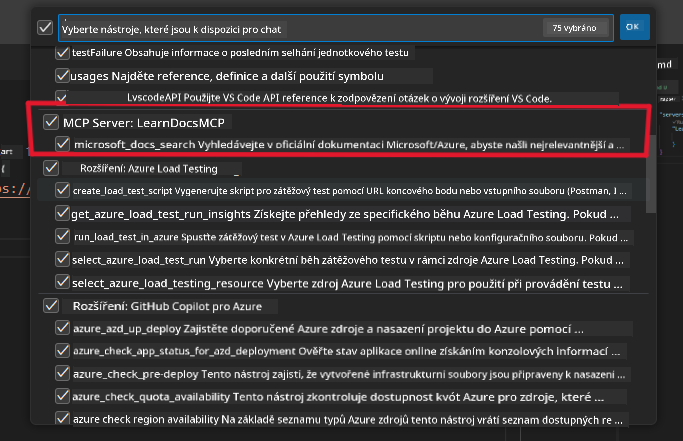 Vyberte nástroje, které jsou k dispozici pro chat
75 vybráno
OK
testFailure Obsahuje informace o posledním selhání jednotkového testu
usages Najděte reference, definice a další použití symbolu
LvscodeAPI Použijte VS Code API reference k zodpovězení otázek o vývoji rozšíření VS Code.
MCP Server: LearnDocsMCP
microsoft_docs_search Vyhledávejte v oficiální dokumentaci Microsoft/Azure, abyste našli nejrelevantnější a ...
Rozšíření: Azure Load Testing
create_load_test_script Vygenerujte skript pro zátěžový test pomocí URL koncového bodu nebo vstupního souboru (Postman, I ...
get_azure_load_test_run_insights Získejte přehledy ze specifického běhu Azure Load Testing. Pokud ...
run_load_test_in_azure Spusťte zátěžový test v Azure Load Testing pomocí skriptu nebo konfiguračního souboru. Pokud ...
select_azure_load_test_run Vyberte konkrétní běh zátěžového testu v rámci zdroje Azure Load Testing. Pokud ...
select_azure_load_testing_resource Vyberte zdroj Azure Load Testing pro použití při provádění testu ...
Rozšíření: GitHub Copilot pro Azure
azure_azd_up_deploy Zajistěte doporučené Azure zdroje a nasazení projektu do Azure pomocí ...
azure_check_app_status_for_azd_deployment Ověřte stav aplikace online získáním konzolových informací ...
azure_check_pre-deploy Tento nástroj zajistí, že vytvořené infrastrukturní soubory jsou připraveny k nasazení ...
azure_check_quota_availability Tento nástroj zkontroluje dostupnost kvót Azure pro zdroje, které ...
azure check region availability Na základě seznamu typů Azure zdrojů tento nástroj vrátí seznam dostupných re ...